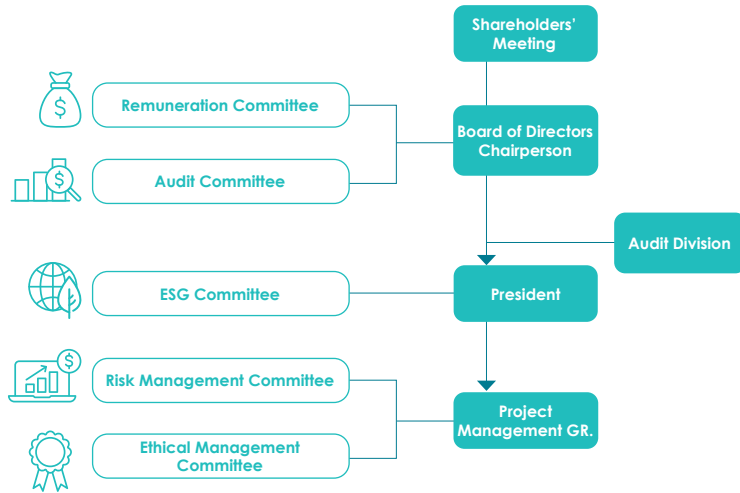 Shareholders'
Meeting
Remuneration Committee
Board of Directors
Chairperson
Audit Committee
Audit Division
ESG Committee
President
Risk Management Committee
Project
Management GR.
Ethical Management
Committee
$
$
$